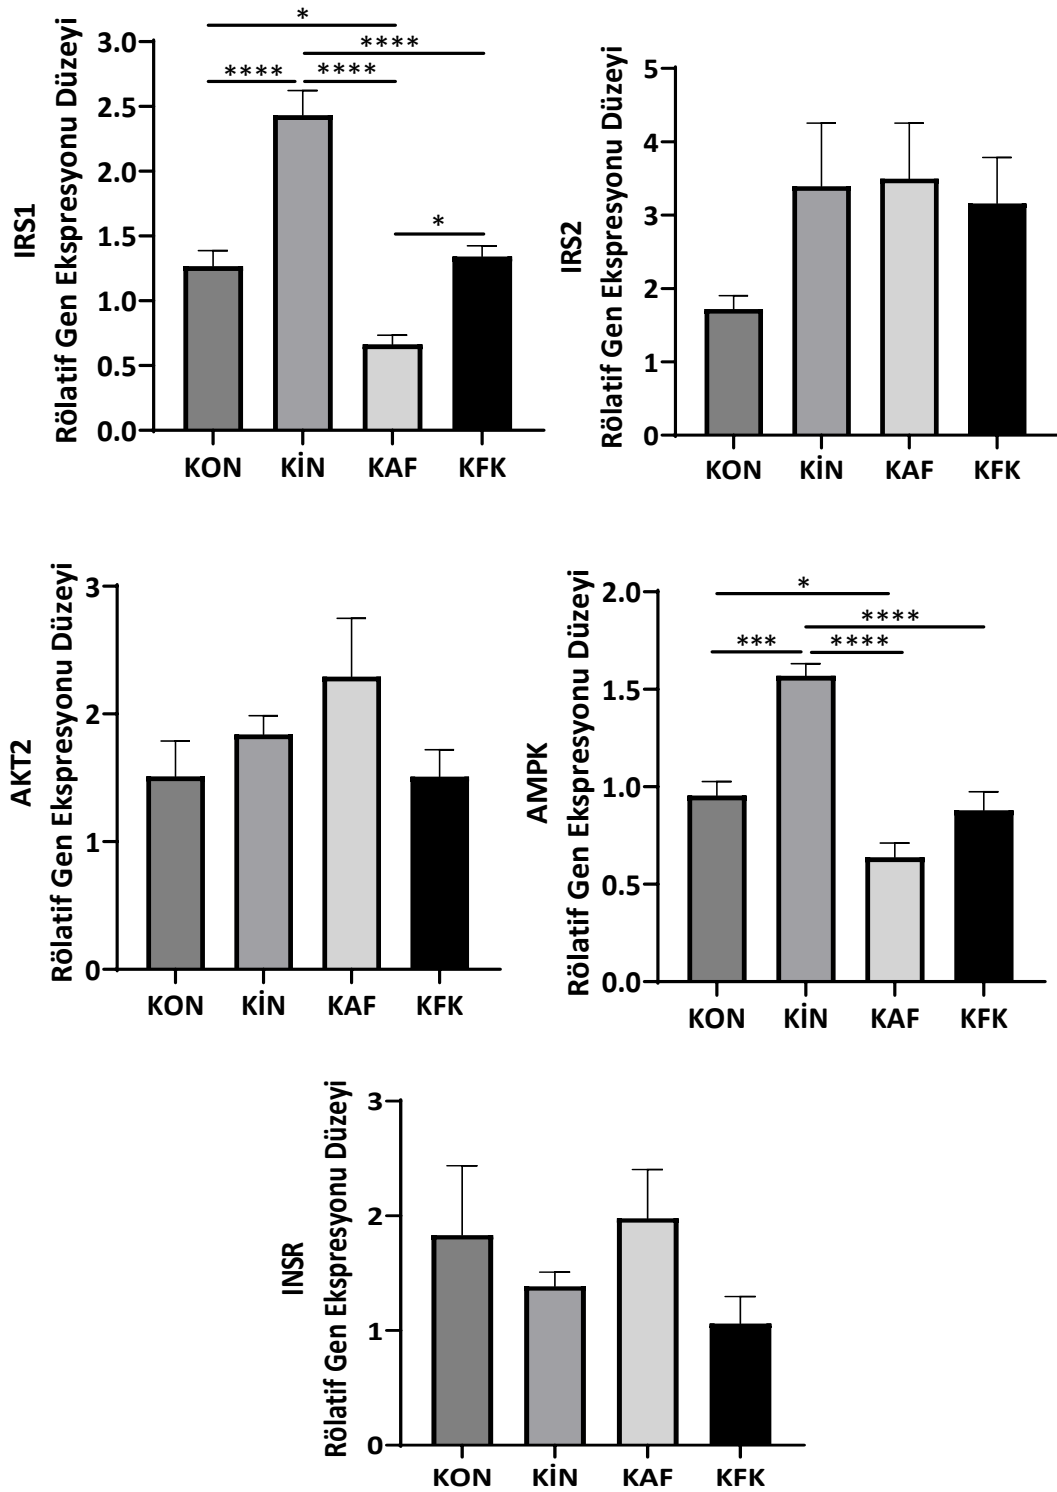 IRS1
Rölatif Gen Ekspresyonu Düzeyi
3.0
2.5
2.0
1.5
1.0
0.5
0.0
*
****
**** ****
*
KON KİN KAF KFK
IRS2
Rölatif Gen Ekspresyonu Düzeyi
5
4
3
2
1
0
KON KİN KAF KFK
AKT2
Rölatif Gen Ekspresyonu Düzeyi
3
2
1
0
KON KİN KAF KFK
AMPK
Rölatif Gen Ekspresyonu Düzeyi
2.0
1.5
1.0
0.5
0.0
*
****
*** ****
KON KİN KAF KFK
INSR
Rölatif Gen Ekspresyonu Düzeyi
3
2
1
0
KON KİN KAF KFK